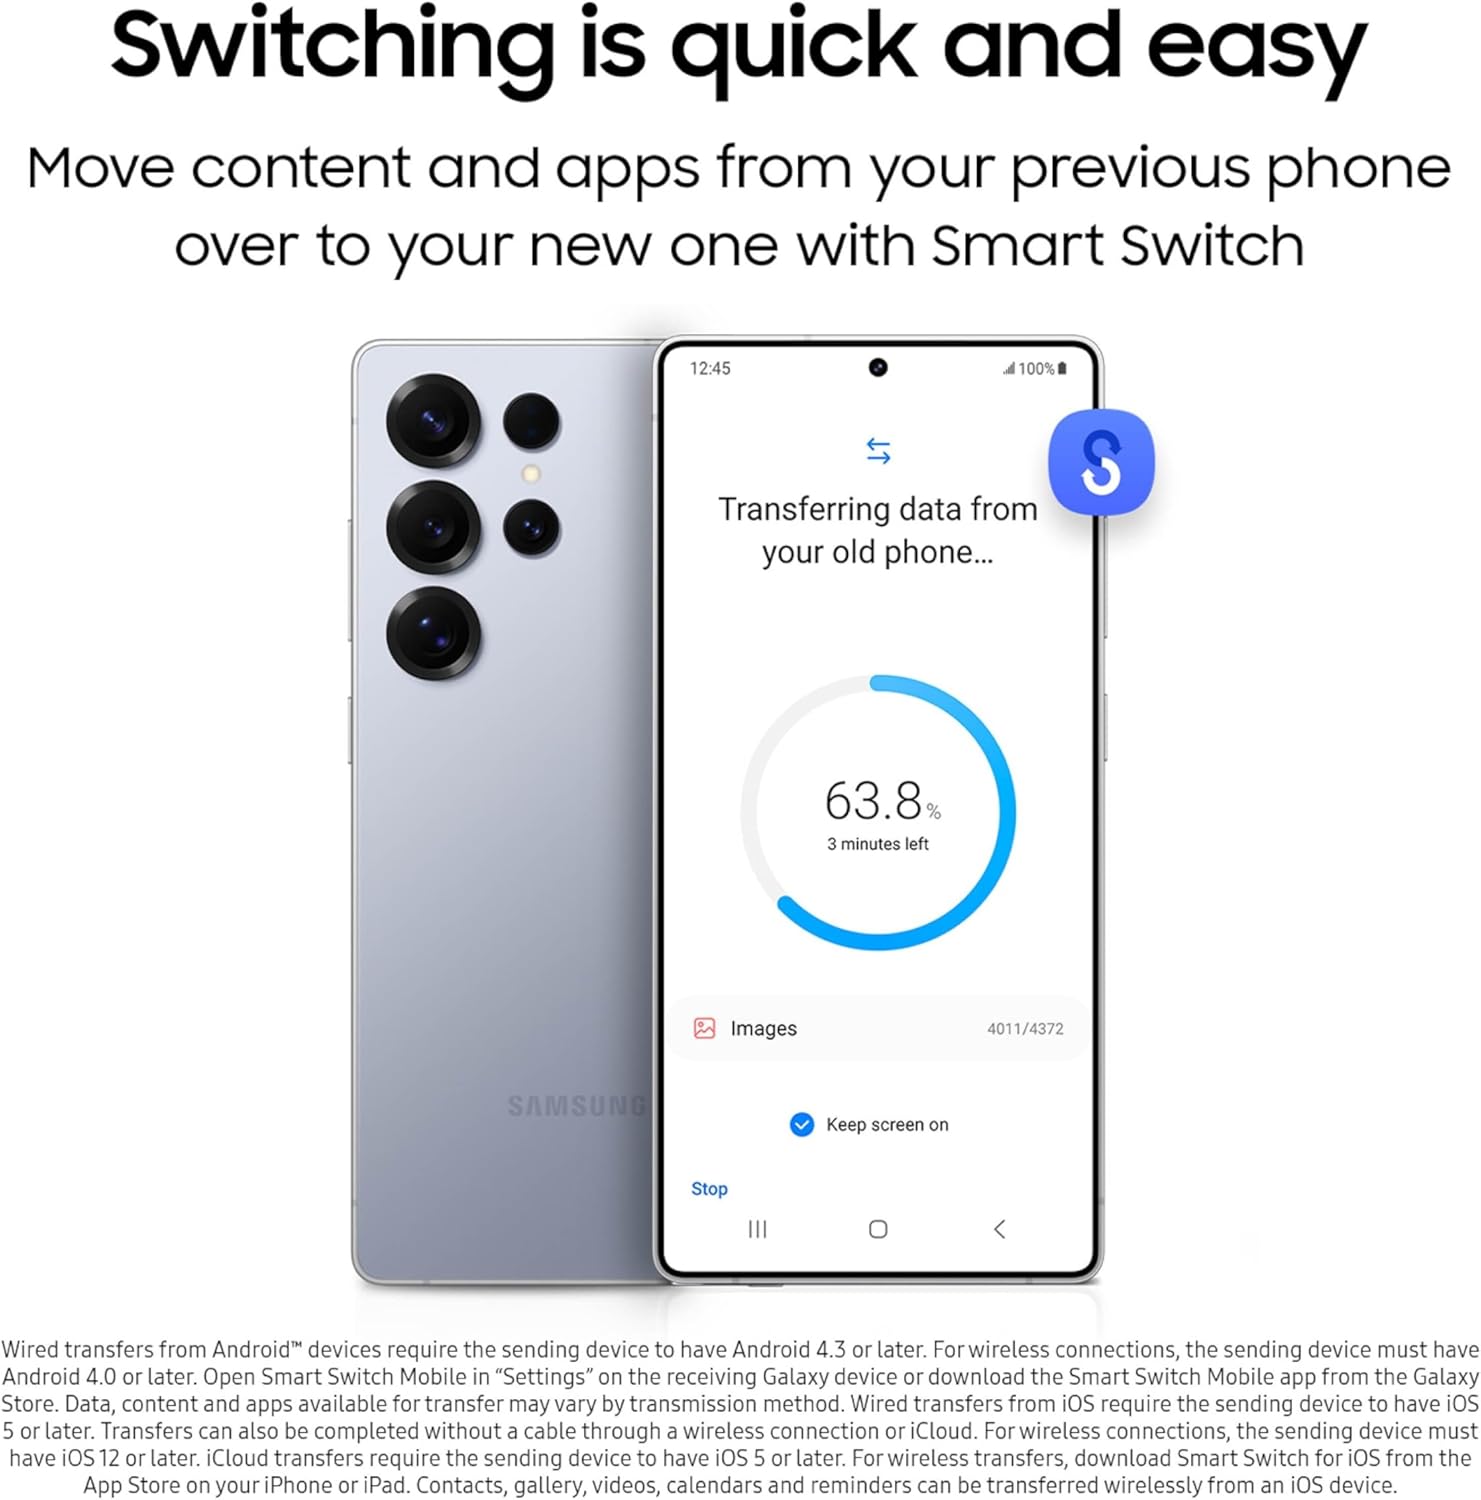 Switching is quick and easy
Move content and apps from your previous phone
over to your new one with Smart Switch
12:45
100%
Transferring data from
your old phone...
63.8%
3 minutes left
Images 4011/4372
Keep screen on
Stop
SAMSUNG
Wired transfers from Android™ devices require the sending device to have Android 4.3 or later. For wireless connections, the sending device must have
Android 4.0 or later. Open Smart Switch Mobile in “Settings” on the receiving Galaxy device or download the Smart Switch Mobile app from the Galaxy
Store. Data, content and apps available for transfer may vary by transmission method. Wired transfers from iOS require the sending device to have iOS
5 or later. Transfers can also be completed without a cable through a wireless connection or iCloud. For wireless connections, the sending device must
have iOS 12 or later. iCloud transfers require the sending device to have iOS 5 or later. For wireless transfers, download Smart Switch for iOS from the
App Store on your iPhone or iPad. Contacts, gallery, videos, calendars and reminders can be transferred wirelessly from an iOS device.